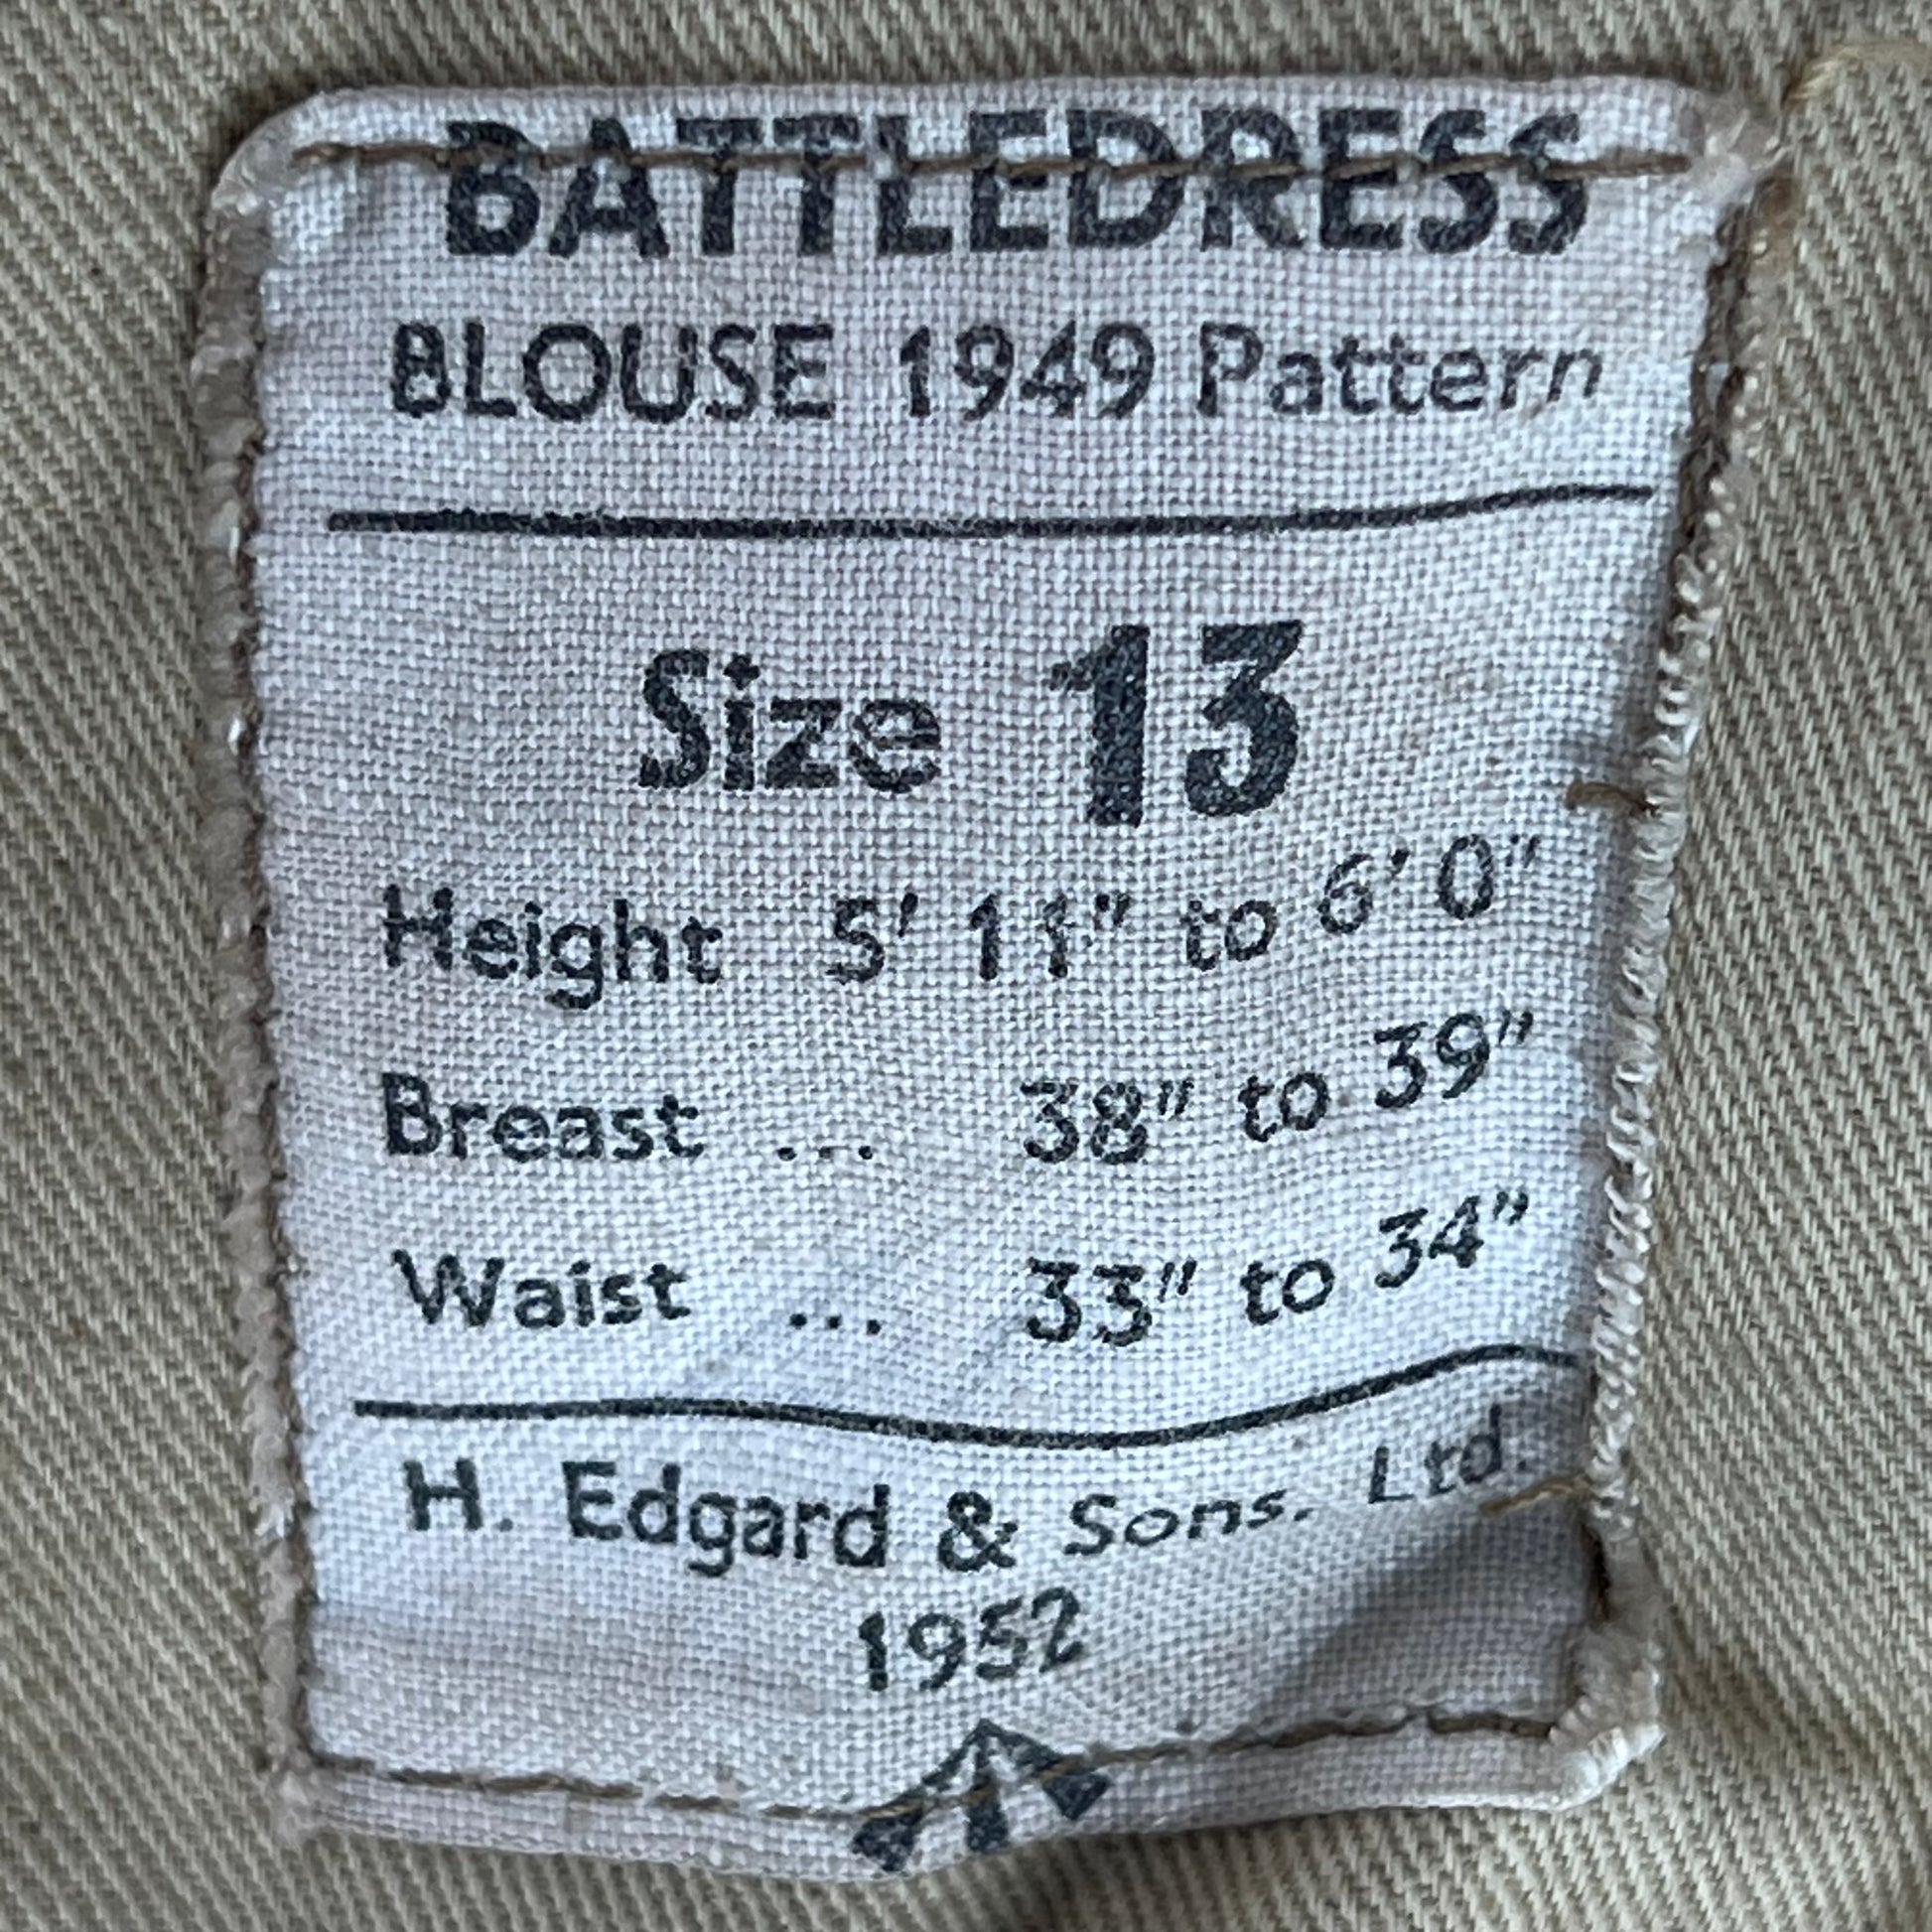 BATTLEDRESS
BLOUSE 1949 Pattern
Size 13
Height 5' 11" to 6' 0"
Breast ... 38" to 39"
Waist ... 33" to 34"
H. Edgard & Sons. Ltd.
1952